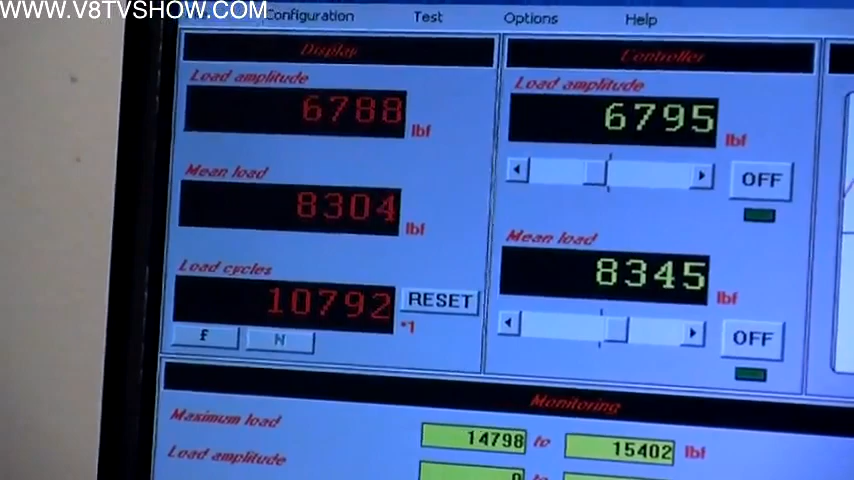 WWW.V8TVSHOW.COM
Configuration Test Options Help
Display
Load amplitude
6788 lbf
Mean load
8304 lbf
Load cycles
10792 *1
RESET
f N
Controller
Load amplitude
6795 lbf
OFF
Mean load
8345 lbf
OFF
Monitoring
Maximum load 14798 to 15402 lbf
Load amplitude 0 to